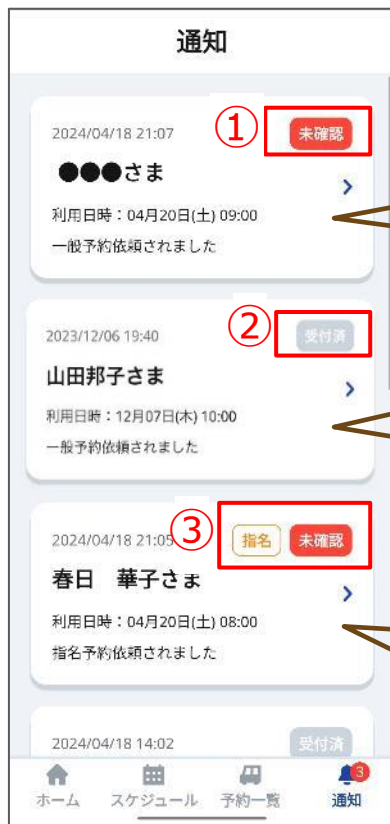 通知
2024/04/18 21:07 ① 未確認
●●●さま
利用日時：04月20日(土) 09:00
一般予約依頼されました
2023/12/06 19:40 ② 受付済
山田邦子さま
利用日時：12月07日(木) 10:00
一般予約依頼されました
2024/04/18 21:05 ③ 指名 未確認
春日　華子さま
利用日時：04月20日(土) 08:00
指名予約依頼されました
2024/04/18 14:02 受付済
3
ホーム スケジュール 予約一覧 通知